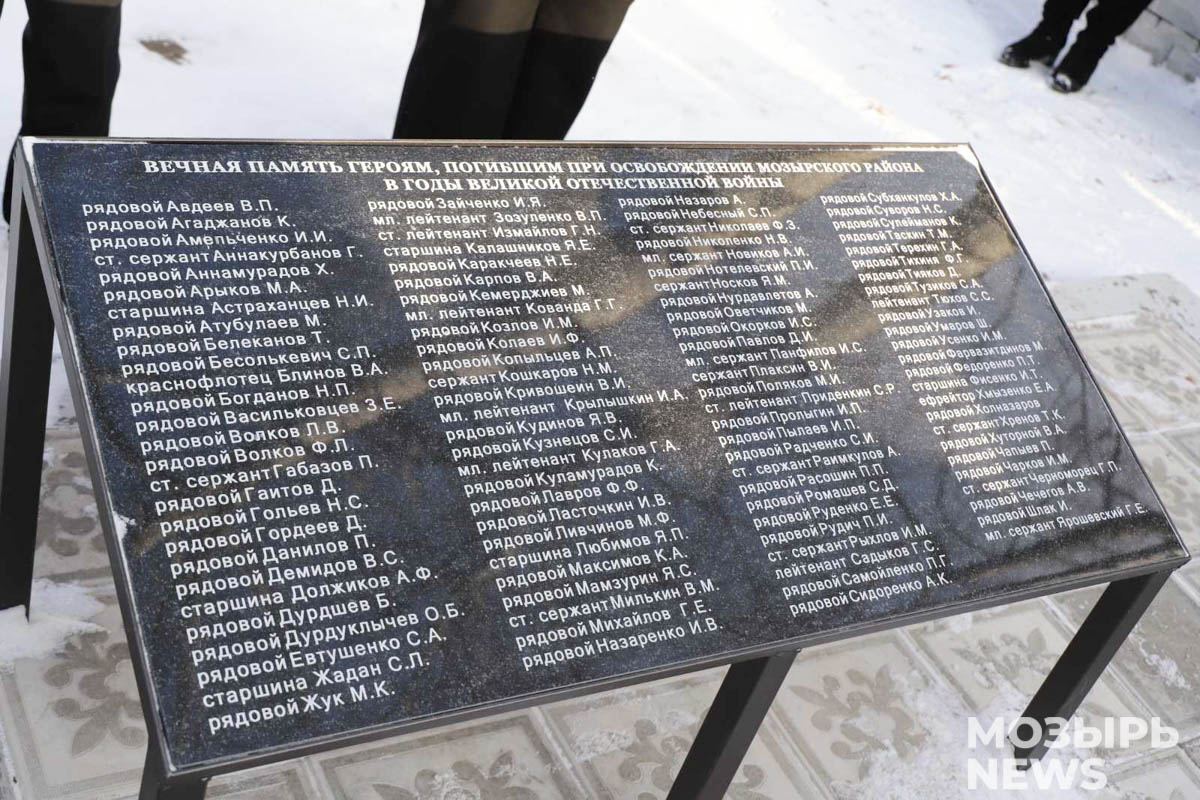 ВЕЧНАЯ ПАМЯТЬ ГЕРОЯМ, ПОГИБШИМ ПРИ ОСВОБОЖДЕНИИ МОЗЫРСКОГО РАЙОНА
В ГОДЫ ВЕЛИКОЙ ОТЕЧЕСТВЕННОЙ ВОЙНЫ
рядовой Авдеев В.П.
рядовой Агаджанов К.
рядовой Амельченко И.И.
ст. сержант Аннакурбанов Г.
рядовой Аннамурадов Х.
рядовой Арыков М.А.
старшина Астраханцев Н.И.
рядовой Атубулаев М.
рядовой Белеканов Т.
рядовой Бесолькевич С.П.
краснофлотец Блинов В.А.
рядовой Богданов Н.П.
рядовой Васильковцев З.Е.
рядовой Волков Л.В.
рядовой Волков Ф.Л.
ст. сержант Габазов П.
рядовой Гаитов Д.
рядовой Гольев Н.С.
рядовой Гордеев Д.
рядовой Данилов П.
рядовой Демидов В.С.
старшина Должиков А.Ф.
рядовой Дурдшев Б.
рядовой Дурдуклычев О.Б.
рядовой Евтушенко С.А.
старшина Жадан С.Л.
рядовой Жук М.К.
рядовой Зайченко И.Я.
мл. лейтенант Зозуленко В.П.
ст. лейтенант Измайлов Г.Н.
старшина Калашников Я.Е.
рядовой Каракчеев Н.Е.
рядовой Карпов В.А.
рядовой Кемерджиев М.
мл. лейтенант Кованда Г.Г.
рядовой Козлов И.М.
рядовой Колаев И.Ф.
рядовой Копыльцев А.П.
сержант Кошкаров Н.М.
рядовой Кривошеин В.И.
мл. лейтенант Крылышкин И.А.
рядовой Кудинов Я.В.
рядовой Кузнецов С.И.
мл. лейтенант Кулаков Г.А.
рядовой Куламурадов К.
рядовой Лавров Ф.Ф.
рядовой Ласточкин И.В.
рядовой Ливчинов М.Ф.
старшина Любимов Я.П.
рядовой Максимов К.А.
рядовой Мамзурин Я.С.
ст. сержант Милькин В.М.
рядовой Михайлов Г.Е.
рядовой Назаренко И.В.
рядовой Назаров А.
рядовой Небесный С.П.
ст. сержант Николаев Ф.З.
рядовой Николенко Н.В.
мл. сержант Новиков А.И.
рядовой Нотелевский П.И.
сержант Носков Я.М.
рядовой Нурдавлетов А.
рядовой Оветчиков М.
рядовой Окорков И.С.
рядовой Павлов Д.И.
мл. сержант Панфилов И.С.
сержант Плаксин В.И.
рядовой Поляков М.И.
ст. лейтенант Приденкин С.Р
рядовой Пролыгин И.П.
рядовой Пылаев И.П.
рядовой Радченко С.И.
ст. сержант Раимкулов А.
рядовой Расошин П.П.
рядовой Ромашев С.Д.
рядовой Руденко Е.Е.
рядовой Рудич П.И.
ст. сержант Рыхлов И.М.
лейтенант Садыков Г.С.
рядовой Самойленко П.Г
рядовой Сидоренко А.К.
рядовой Субханкулов Х.А.
рядовой Суворов Н.С.
рядовой Сулейманов К.
рядовой Таскин Т.М.
рядовой Терехин Г.А.
рядовой Тихиня Ф.Г.
рядовой Тияков Д.
рядовой Тузиков С.А.
лейтенант Тюхов С.С.
рядовой Узаков И.
рядовой Умаров Ш.
рядовой Усенко И.М.
рядовой Фарвазитдинов М.
рядовой Федоренко П.Т.
старшина Фисенко И.Т.
ефрейтор Хмызенко Е.А.
рядовой Холназаров
ст. сержант Хренов Т.К.
рядовой Хуторной В.А.
рядовой Чапыев П.
рядовой Чарков И.М.
ст. сержант Черноморец Г.П.
рядовой Чечегов А.В.
рядовой Шлак И.
мл. сержант Ярошевский Г.Е.
МОЗЫРЬ
NEWS